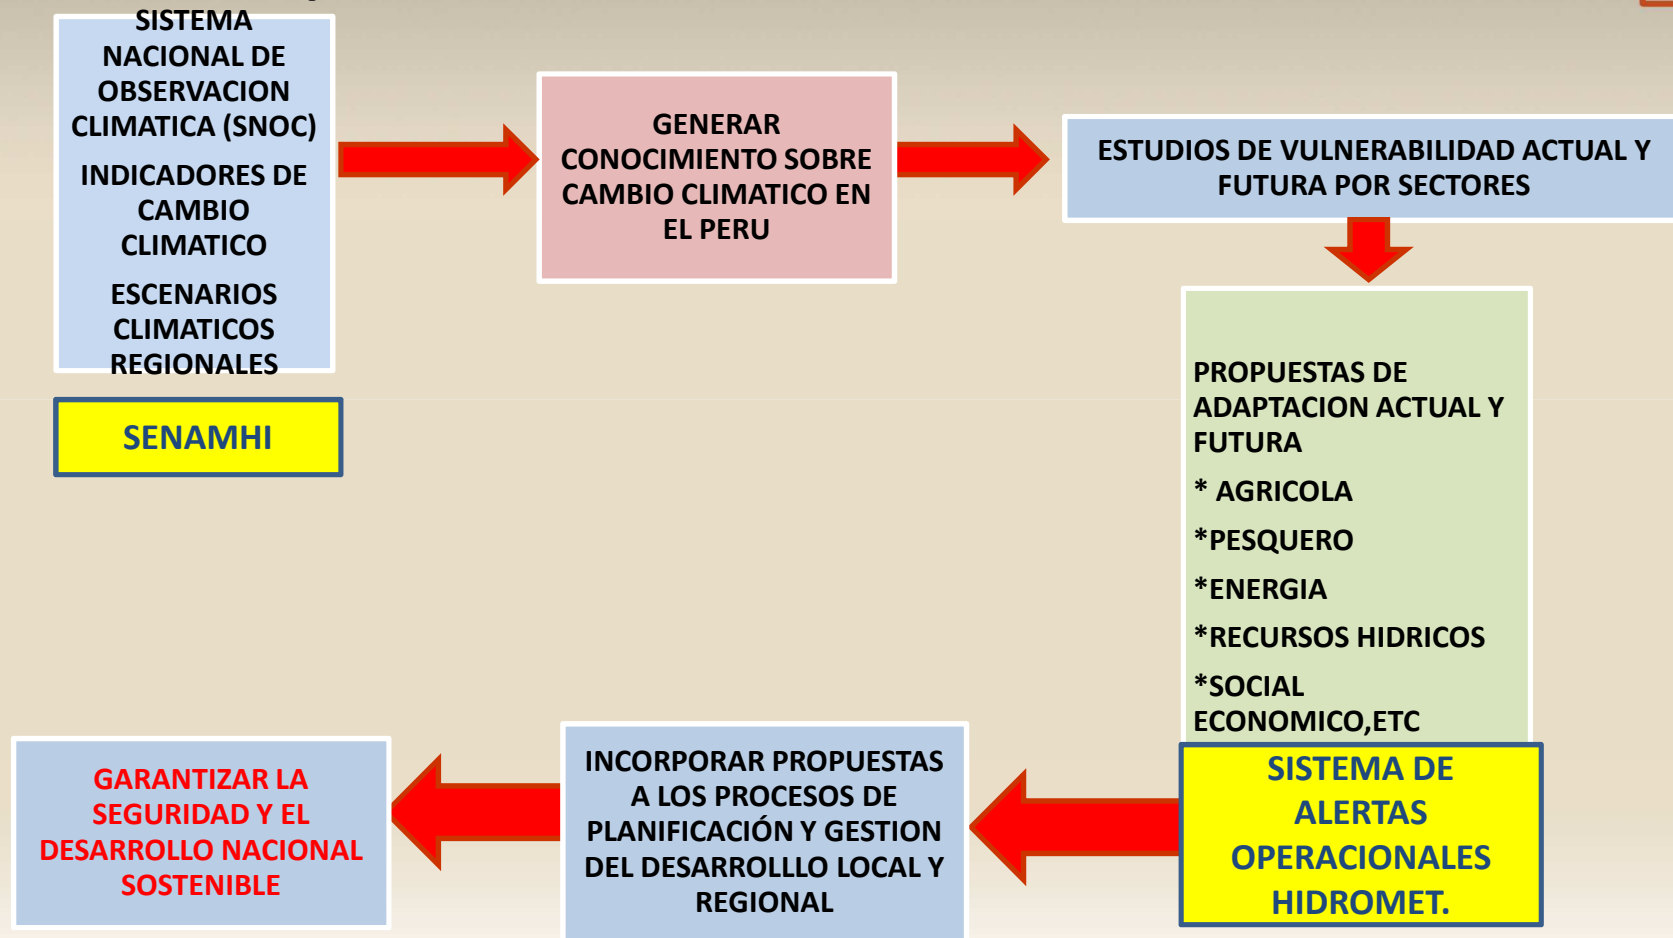 SISTEMA
NACIONAL DE
OBSERVACION
CLIMATICA (SNOC)
INDICADORES DE
CAMBIO
CLIMATICO
ESCENARIOS
CLIMATICOS
REGIONALES
SENAMHI
GENERAR
CONOCIMIENTO SOBRE
CAMBIO CLIMATICO EN
EL PERU
ESTUDIOS DE VULNERABILIDAD ACTUAL Y
FUTURA POR SECTORES
PROPUESTAS DE
ADAPTACION ACTUAL Y
FUTURA
* AGRICOLA
*PESQUERO
*ENERGIA
*RECURSOS HIDRICOS
*SOCIAL
ECONOMICO,ETC
SISTEMA DE
ALERTAS
OPERACIONALES
HIDROMET.
INCORPORAR PROPUESTAS
A LOS PROCESOS DE
PLANIFICACIÓN Y GESTION
DEL DESARROLLLO LOCAL Y
REGIONAL
GARANTIZAR LA
SEGURIDAD Y EL
DESARROLLO NACIONAL
SOSTENIBLE